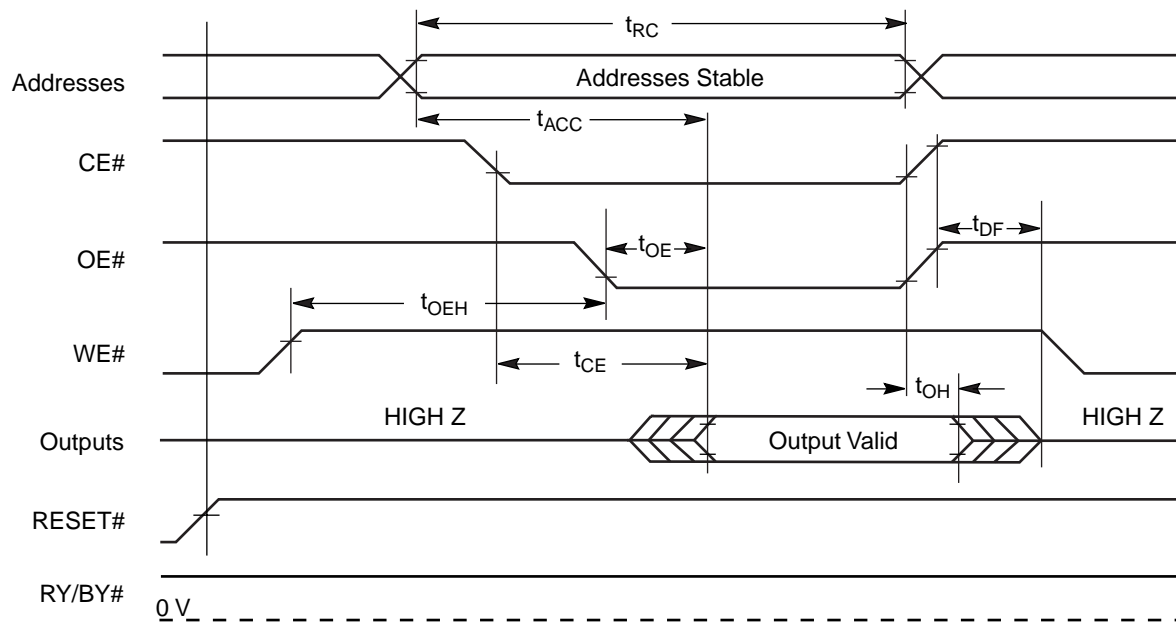 tRC
Addresses
Addresses Stable
tACC
CE#
tDF
OE#
tOE
tOEH
WE#
tCE
tOH
HIGH Z
HIGH Z
Outputs
Output Valid
RESET#
RY/BY#
0 V